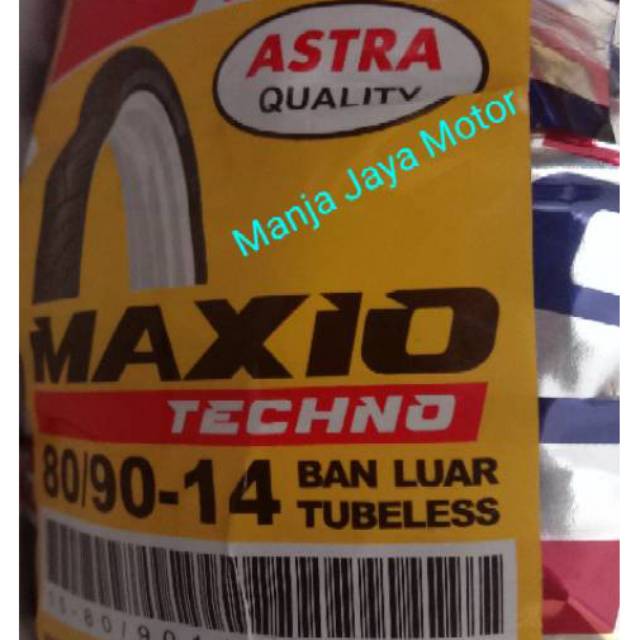 ASTRA
QUALITY
Manja Jaya Motor
MAXIO
TECHNO
80/90-14
BAN LUAR
TUBELESS